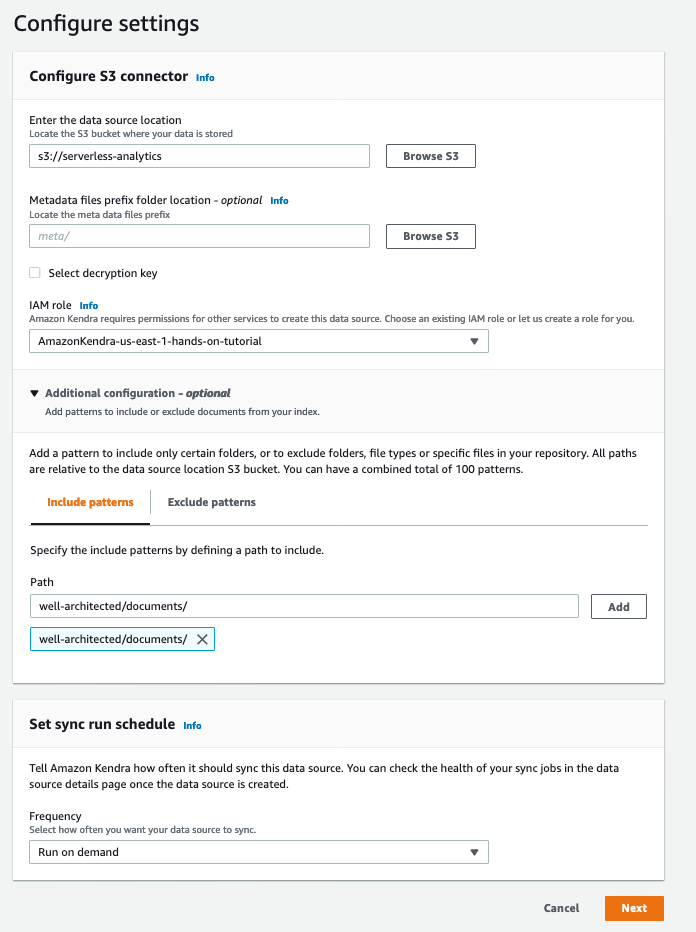 Configure settings
Configure S3 connector Info
Enter the data source location
Locate the S3 bucket where your data is stored
s3://serverless-analytics Browse S3
Metadata files prefix folder location - optional Info
Locate the meta data files prefix
meta/ Browse S3
Select decryption key
IAM role Info
Amazon Kendra requires permissions for other services to create this data source. Choose an existing IAM role or let us create a role for you.
AmazonKendra-us-east-1-hands-on-tutorial
Additional configuration - optional
Add patterns to include or exclude documents from your index.
Add a pattern to include only certain folders, or to exclude folders, file types or specific files in your repository. All paths
are relative to the data source location S3 bucket. You can have a combined total of 100 patterns.
Include patterns Exclude patterns
Specify the include patterns by defining a path to include.
Path
well-architected/documents/ Add
well-architected/documents/
Set sync run schedule Info
Tell Amazon Kendra how often it should sync this data source. You can check the health of your sync jobs in the data
source details page once the data source is created.
Frequency
Select how often you want your data source to sync.
Run on demand
Cancel Next